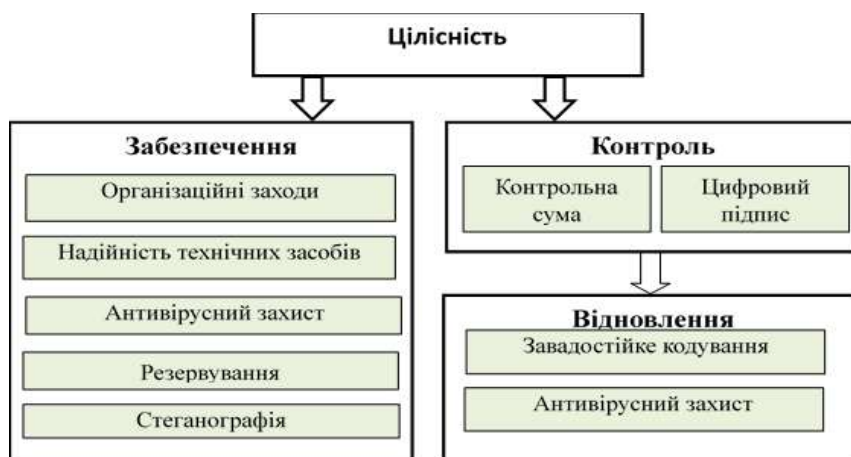 Цілісність
Забезпечення
Організаційні заходи
Надійність технічних засобів
Антивірусний захист
Резервування
Стеганографія
Контроль
Контрольна
сума
Цифровий
підпис
Відновлення
Завадостійке кодування
Антивірусний захист